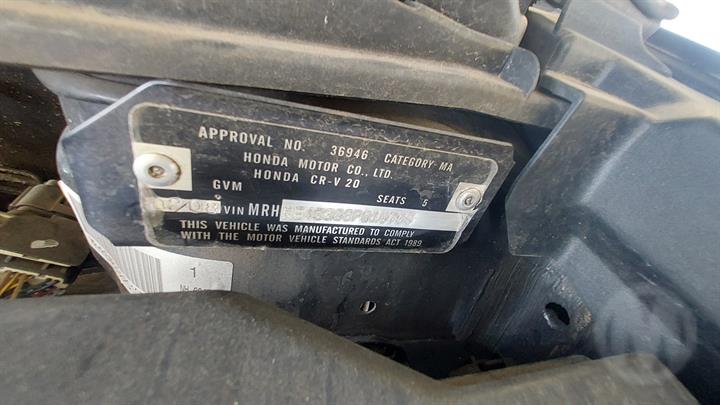 APPROVAL NO. 36946 CATEGORY-MA
HONDA MOTOR CO., LTD.
HONDA CR-V 20
GVM SEATS 5
VIN MRH
THIS VEHICLE WAS MANUFACTURED TO COMPLY
WITH THE MOTOR VEHICLE STANDARDS ACT 1989
1
M